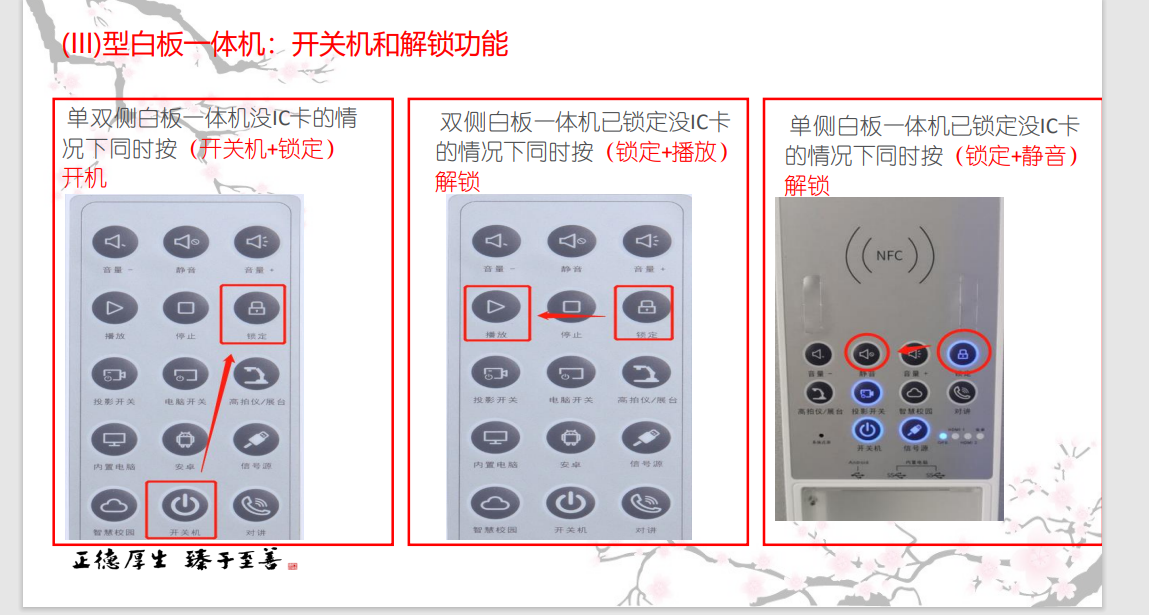 (III)型白板一体机：开关机和解锁功能
单双侧白板一体机没IC卡的情
况下同时按（开关机+锁定）
开机
音量 - 静音 音量 +
播放 停止 锁定
投影开关 电脑开关 高拍仪/展台
内置电脑 安卓 信号源
智慧校园 开关机 对讲
双侧白板一体机已锁定没IC卡
的情况下同时按（锁定+播放）
解锁
音量 - 静音 音量 +
播放 停止 锁定
投影开关 电脑开关 高拍仪/展台
内置电脑 安卓 信号源
智慧校园 开关机 对讲
单侧白板一体机已锁定没IC卡
的情况下同时按（锁定+静音）
解锁
NFC
音量 - 静音 音量 +
高拍仪/展台 投影开关 智慧校园 对讲
开关机 信号源
内置电脑
正德厚生 臻于至善